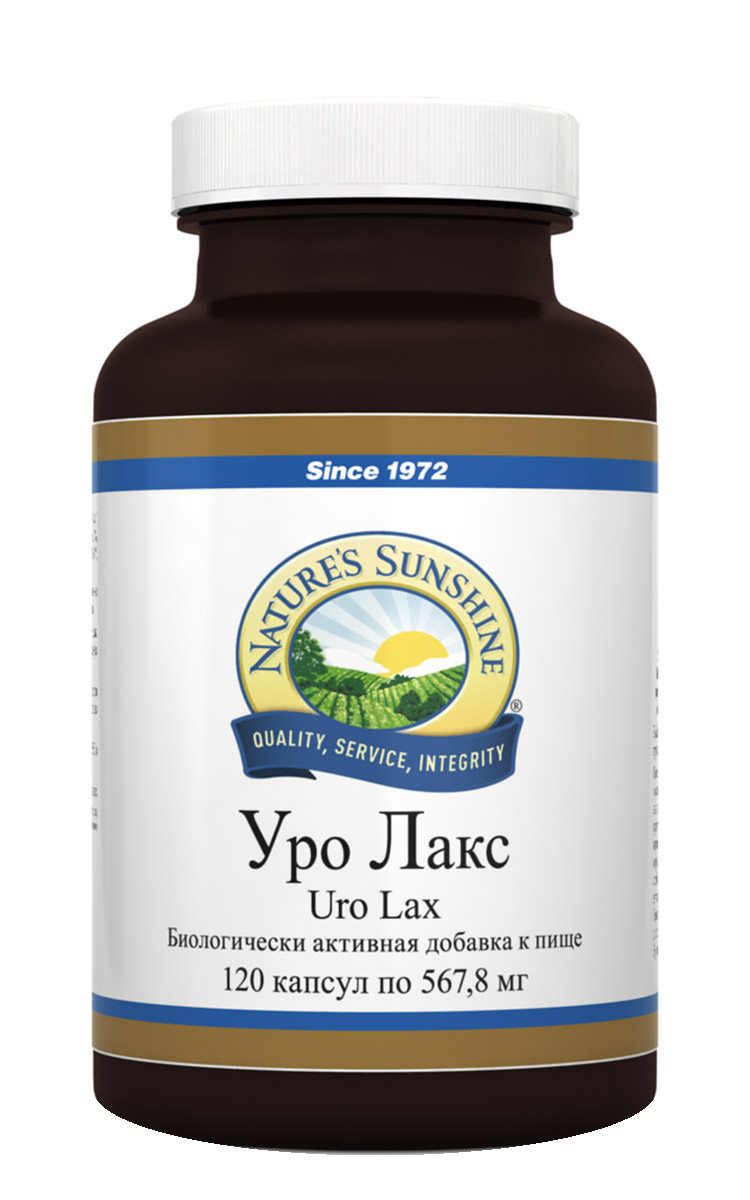 Since 1972
NATURE'S SUNSHINE
®
QUALITY, SERVICE, INTEGRITY
Уро Лакс
Uro Lax
Биологически активная добавка к пище
120 капсул по 567,8 мг